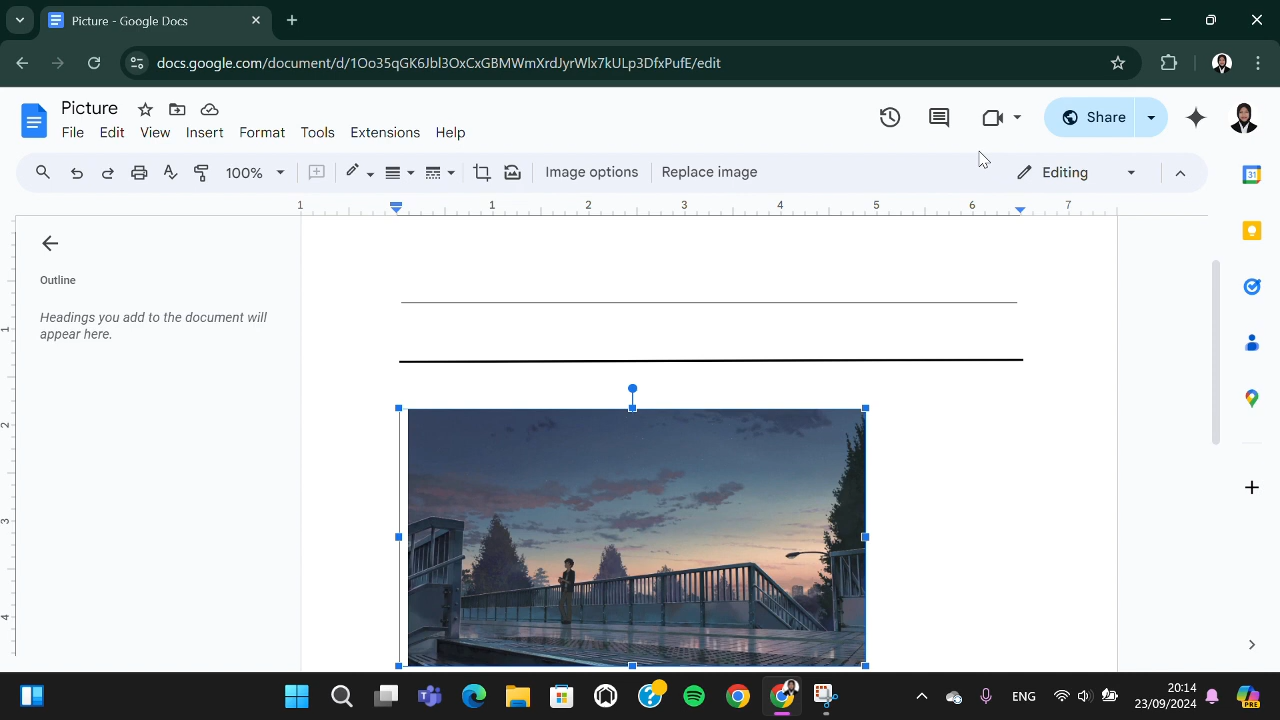 Picture - Google Docs
docs.google.com/document/d/1Oo35qGK6Jbl3OxCxGBMWmXrdJyrWlx7kULp3DfxPufE/edit
Picture
File Edit View Insert Format Tools Extensions Help
Share
100% Image options Replace image Editing
1 1 2 3 4 5 6 7
Outline
Headings you add to the document will
appear here.
1
2
3
4
31
ENG
20:14
23/09/2024
PRE